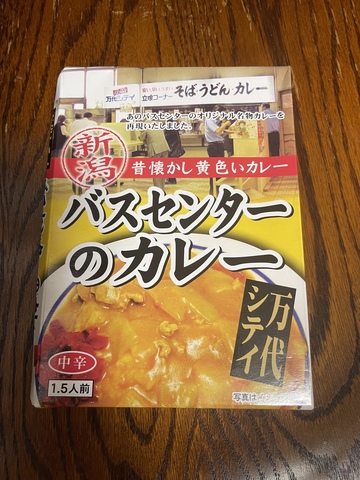 万代シティ 立喰コーナー そば・うどん・カレー
あのバスセンターのオリジナル名物カレーを
再現いたしました。
新潟
昔懐かし黄色いカレー
バスセンター
のカレー
万代
シテイ
中辛
1.5人前
写真は